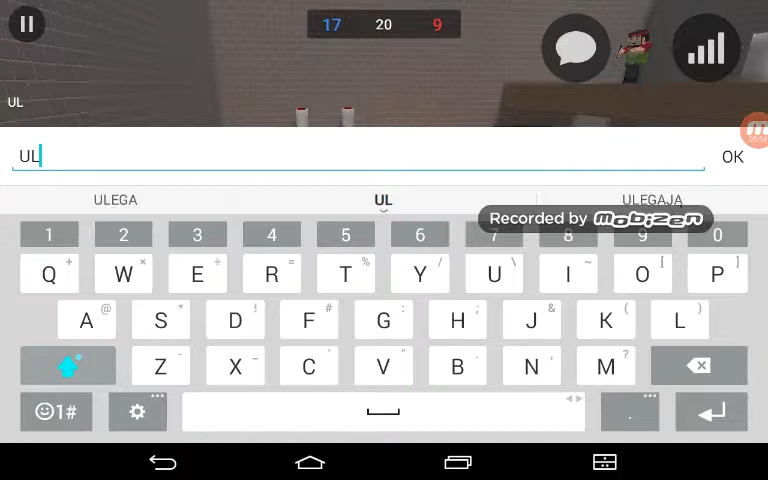 17 20 9
UL
UL OK
ULEGA UL ULEGAJĄ
Recorded by mobizen
1 2 3 4 5 6 7 8 9 0
Q + W × E ÷ R = T % Y / U \ I ~ O [ P ]
A @ S * D ! F # G : H ; J & K ( L )
Z - X _ C ' V " B . N , M ?
1# .